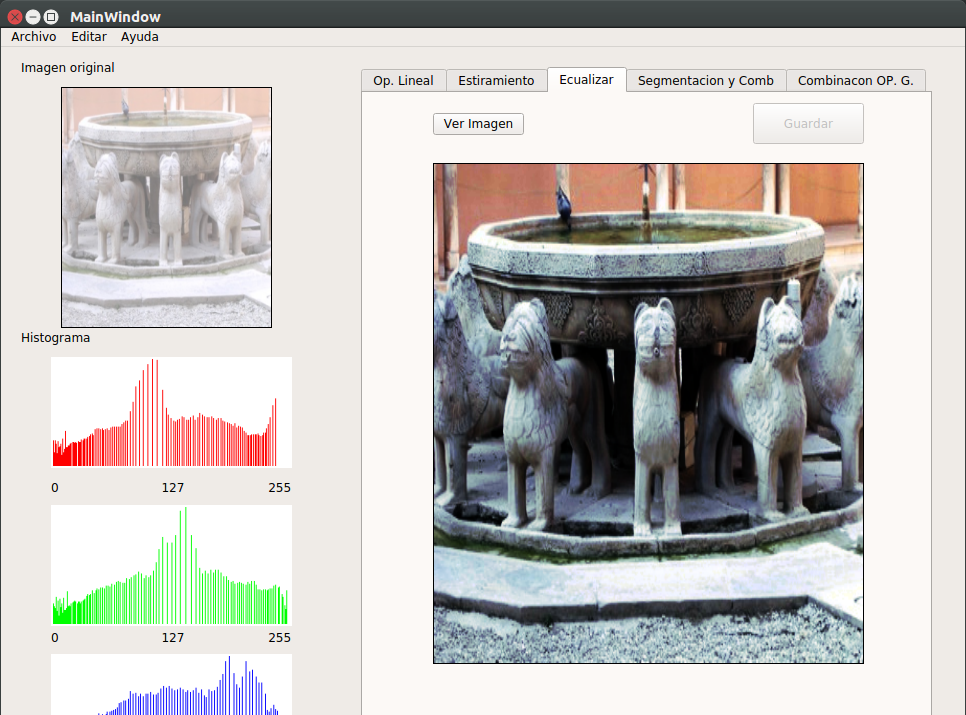 MainWindow
Archivo Editar Ayuda
Imagen original
Op. Lineal Estiramiento Ecualizar Segmentacion y Comb Combinacon OP. G.
Ver Imagen Guardar
Histograma
0 127 255
0 127 255